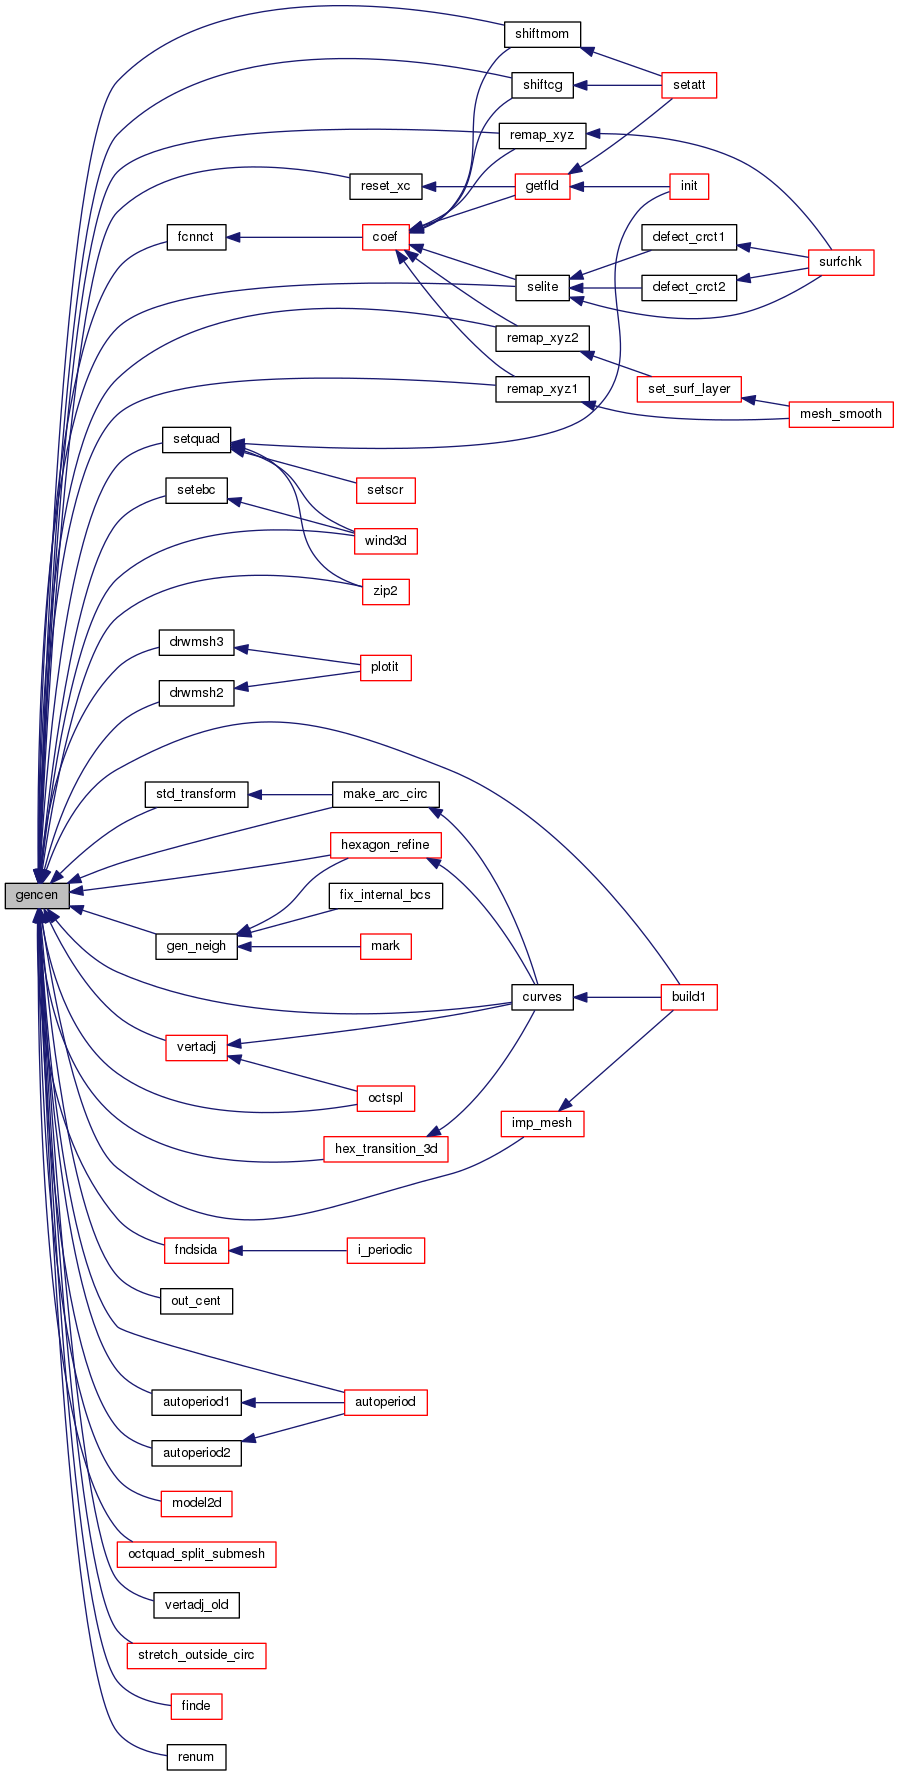 shiftmom
shiftcg
setatt
remap_xyz
reset_xc
getfld
init
fcnnct
coef
defect_crct1
surfchk
selite
defect_crct2
remap_xyz2
remap_xyz1
set_surf_layer
mesh_smooth
setquad
setebc
setscr
wind3d
zip2
drwmsh3
plotit
drwmsh2
std_transform
make_arc_circ
hexagon_refine
gencen
fix_internal_bcs
gen_neigh
mark
curves
build1
vertadj
octspl
imp_mesh
hex_transition_3d
fndsida
i_periodic
out_cent
autoperiod1
autoperiod
autoperiod2
model2d
octquad_split_submesh
vertadj_old
stretch_outside_circ
finde
renum